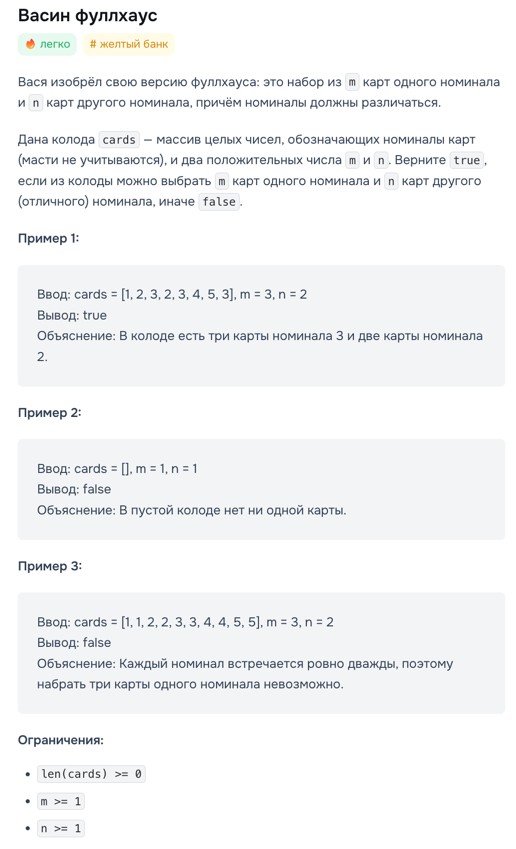 Васин фуллхаус
🔥 легко # желтый банк
Вася изобрёл свою версию фуллхауса: это набор из m карт одного номинала
и n карт другого номинала, причём номиналы должны различаться.
Дана колода cards — массив целых чисел, обозначающих номиналы карт
(масти не учитываются), и два положительных числа m и n. Верните true,
если из колоды можно выбрать m карт одного номинала и n карт другого
(отличного) номинала, иначе false.
Пример 1:
Ввод: cards = [1, 2, 3, 2, 3, 4, 5, 3], m = 3, n = 2
Вывод: true
Объяснение: В колоде есть три карты номинала 3 и две карты номинала
2.
Пример 2:
Ввод: cards = [], m = 1, n = 1
Вывод: false
Объяснение: В пустой колоде нет ни одной карты.
Пример 3:
Ввод: cards = [1, 1, 2, 2, 3, 3, 4, 4, 5, 5], m = 3, n = 2
Вывод: false
Объяснение: Каждый номинал встречается ровно дважды, поэтому
набрать три карты одного номинала невозможно.
Ограничения:
• len(cards) >= 0
• m >= 1
• n >= 1